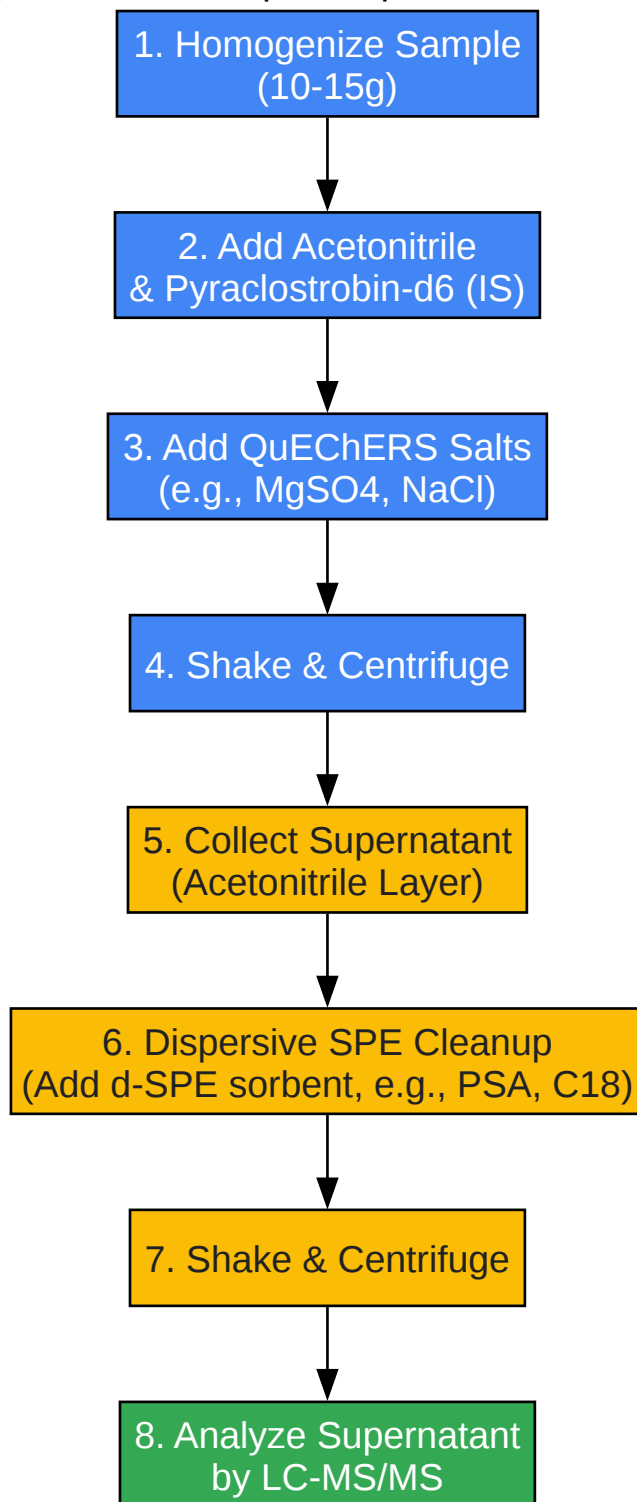 1. Homogenize Sample
(10-15g)
2. Add Acetonitrile
& Pyraclostrobin-d6 (IS)
3. Add QuEChERS Salts
(e.g., MgSO4, NaCl)
4. Shake & Centrifuge
5. Collect Supernatant
(Acetonitrile Layer)
6. Dispersive SPE Cleanup
(Add d-SPE sorbent, e.g., PSA, C18)
7. Shake & Centrifuge
8. Analyze Supernatant
by LC-MS/MS